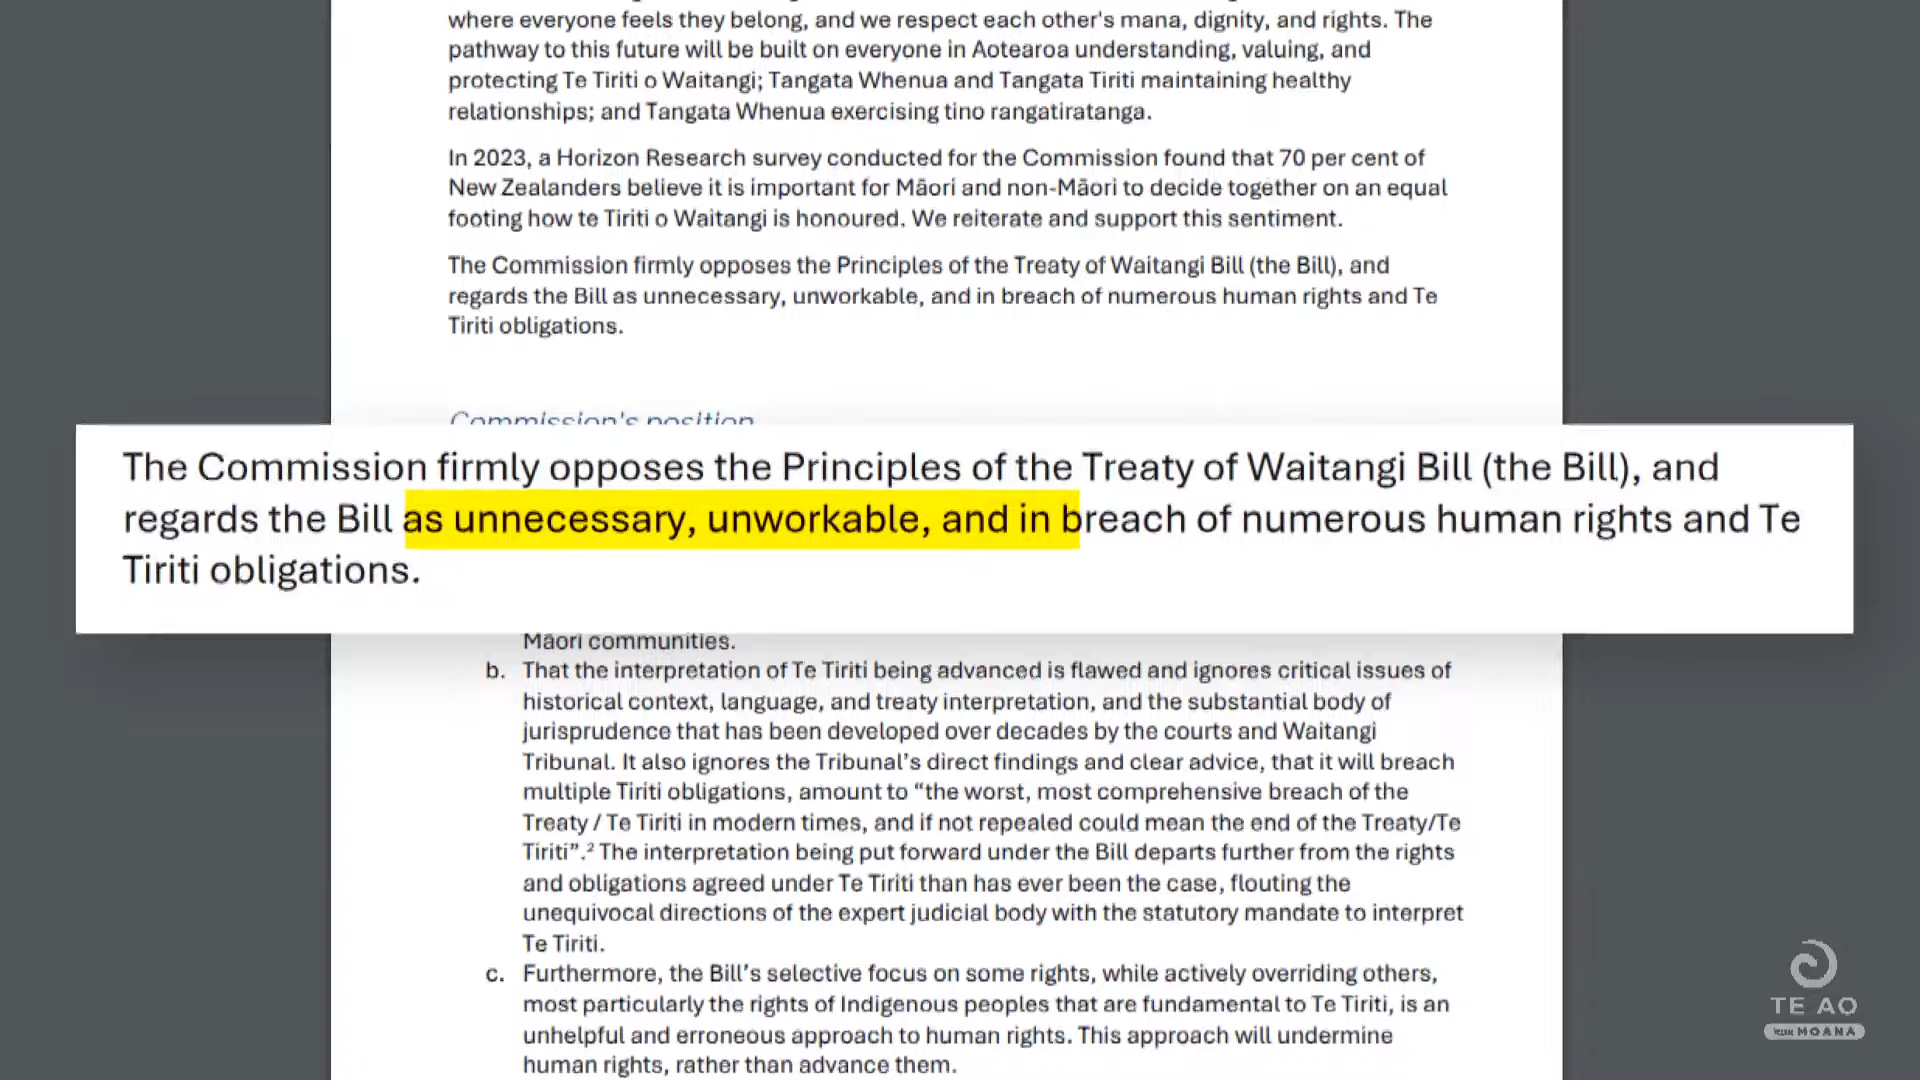 where everyone feels they belong, and we respect each other's mana, dignity, and rights. The
pathway to this future will be built on everyone in Aotearoa understanding, valuing, and
protecting Te Tiriti o Waitangi; Tangata Whenua and Tangata Tiriti maintaining healthy
relationships; and Tangata Whenua exercising tino rangatiratanga.
In 2023, a Horizon Research survey conducted for the Commission found that 70 per cent of
New Zealanders believe it is important for Māori and non-Māori to decide together on an equal
footing how te Tiriti o Waitangi is honoured. We reiterate and support this sentiment.
The Commission firmly opposes the Principles of the Treaty of Waitangi Bill (the Bill), and
regards the Bill as unnecessary, unworkable, and in breach of numerous human rights and Te
Tiriti obligations.
Commission's position
The Commission firmly opposes the Principles of the Treaty of Waitangi Bill (the Bill), and
regards the Bill as unnecessary, unworkable, and in breach of numerous human rights and Te
Tiriti obligations.
Māori communities.
b. That the interpretation of Te Tiriti being advanced is flawed and ignores critical issues of
historical context, language, and treaty interpretation, and the substantial body of
jurisprudence that has been developed over decades by the courts and Waitangi
Tribunal. It also ignores the Tribunal's direct findings and clear advice, that it will breach
multiple Tiriti obligations, amount to “the worst, most comprehensive breach of the
Treaty / Te Tiriti in modern times, and if not repealed could mean the end of the Treaty/Te
Tiriti”.² The interpretation being put forward under the Bill departs further from the rights
and obligations agreed under Te Tiriti than has ever been the case, flouting the
unequivocal directions of the expert judicial body with the statutory mandate to interpret
Te Tiriti.
c. Furthermore, the Bill's selective focus on some rights, while actively overriding others,
most particularly the rights of Indigenous peoples that are fundamental to Te Tiriti, is an
unhelpful and erroneous approach to human rights. This approach will undermine
human rights, rather than advance them.
TE AO
MOANA